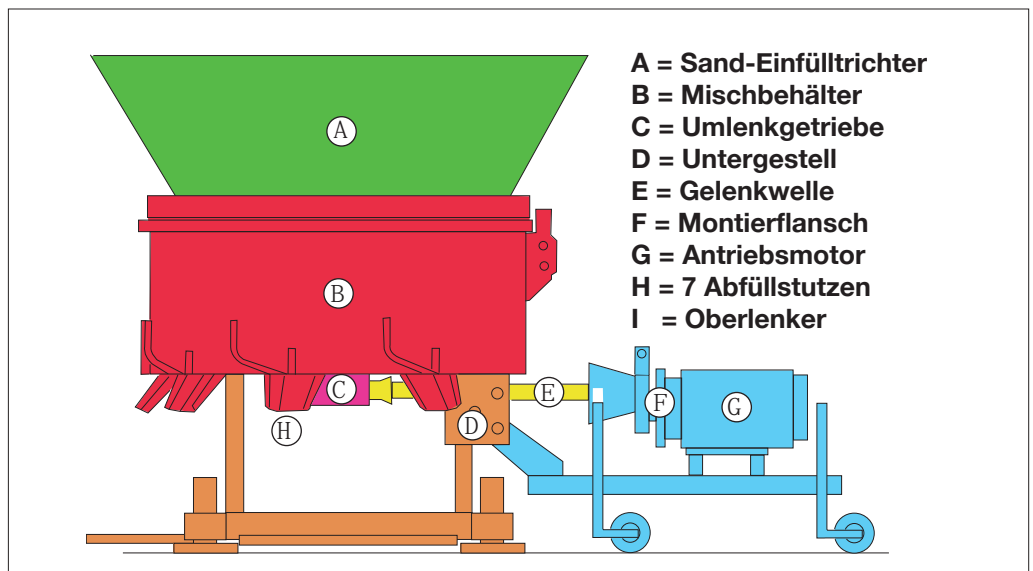 A = Sand-Einfülltrichter
B = Mischbehälter
C = Umlenkgetriebe
D = Untergestell
E = Gelenkwelle
F = Montierflansch
G = Antriebsmotor
H = 7 Abfüllstutzen
I = Oberlenker
A
B
C
E
F
G
D
H